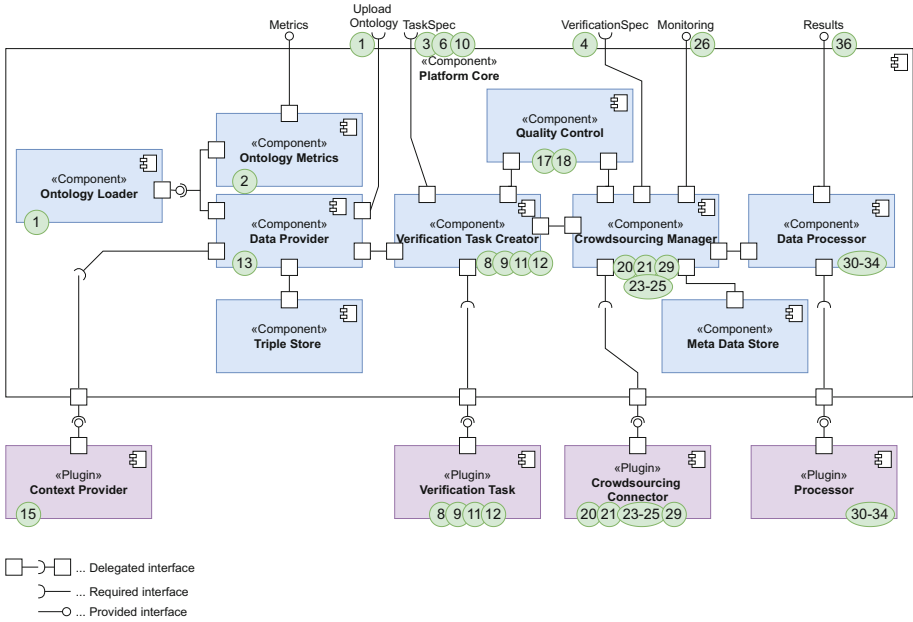 Metrics
Upload
Ontology
TaskSpec
VerificationSpec
Monitoring
Results
1
3
6
10
4
26
36
«Component»
Platform Core
«Component»
Ontology Metrics
2
«Component»
Quality Control
17
18
«Component»
Ontology Loader
1
«Component»
Data Provider
13
«Component»
Verification Task Creator
8
9
11
12
«Component»
Crowdsourcing Manager
20
21
29
23-25
«Component»
Data Processor
30-34
«Component»
Triple Store
«Component»
Meta Data Store
«Plugin»
Context Provider
15
«Plugin»
Verification Task
8
9
11
12
«Plugin»
Crowdsourcing
Connector
20
21
23-25
29
«Plugin»
Processor
30-34
... Delegated interface
... Required interface
... Provided interface